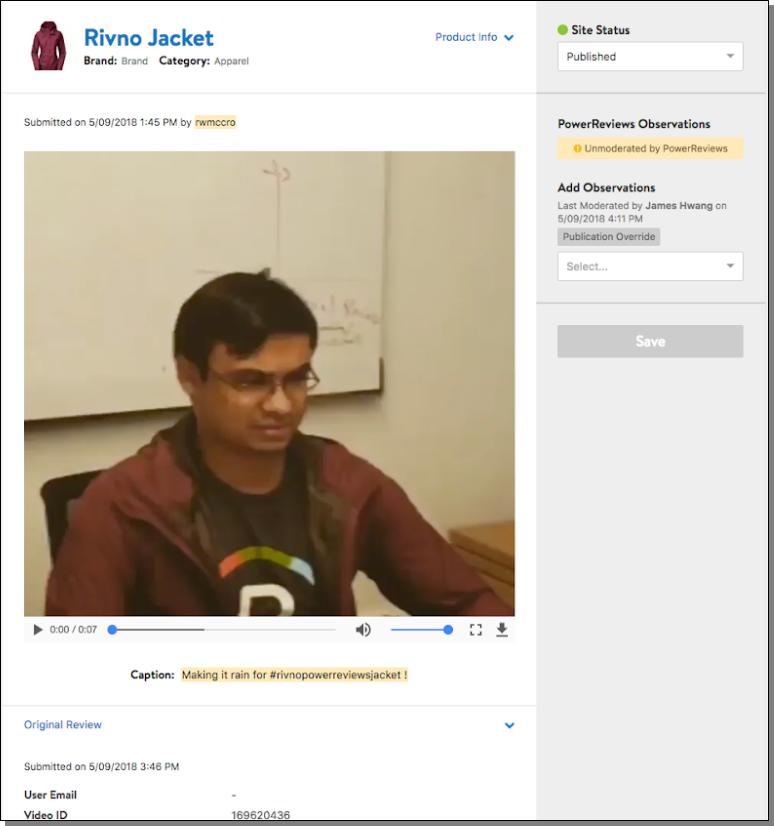 Rivno Jacket
Product Info
Brand: Brand Category: Apparel
Submitted on 5/09/2018 1:45 PM by rwmccro
0:00 / 0:07
Caption: Making it rain for #rivnopowerreviewsjacket !
Original Review
Submitted on 5/09/2018 3:46 PM
User Email -
Video ID 169620436
Site Status
Published
PowerReviews Observations
Unmoderated by PowerReviews
Add Observations
Last Moderated by James Hwang on
5/09/2018 4:11 PM
Publication Override
Select...
Save